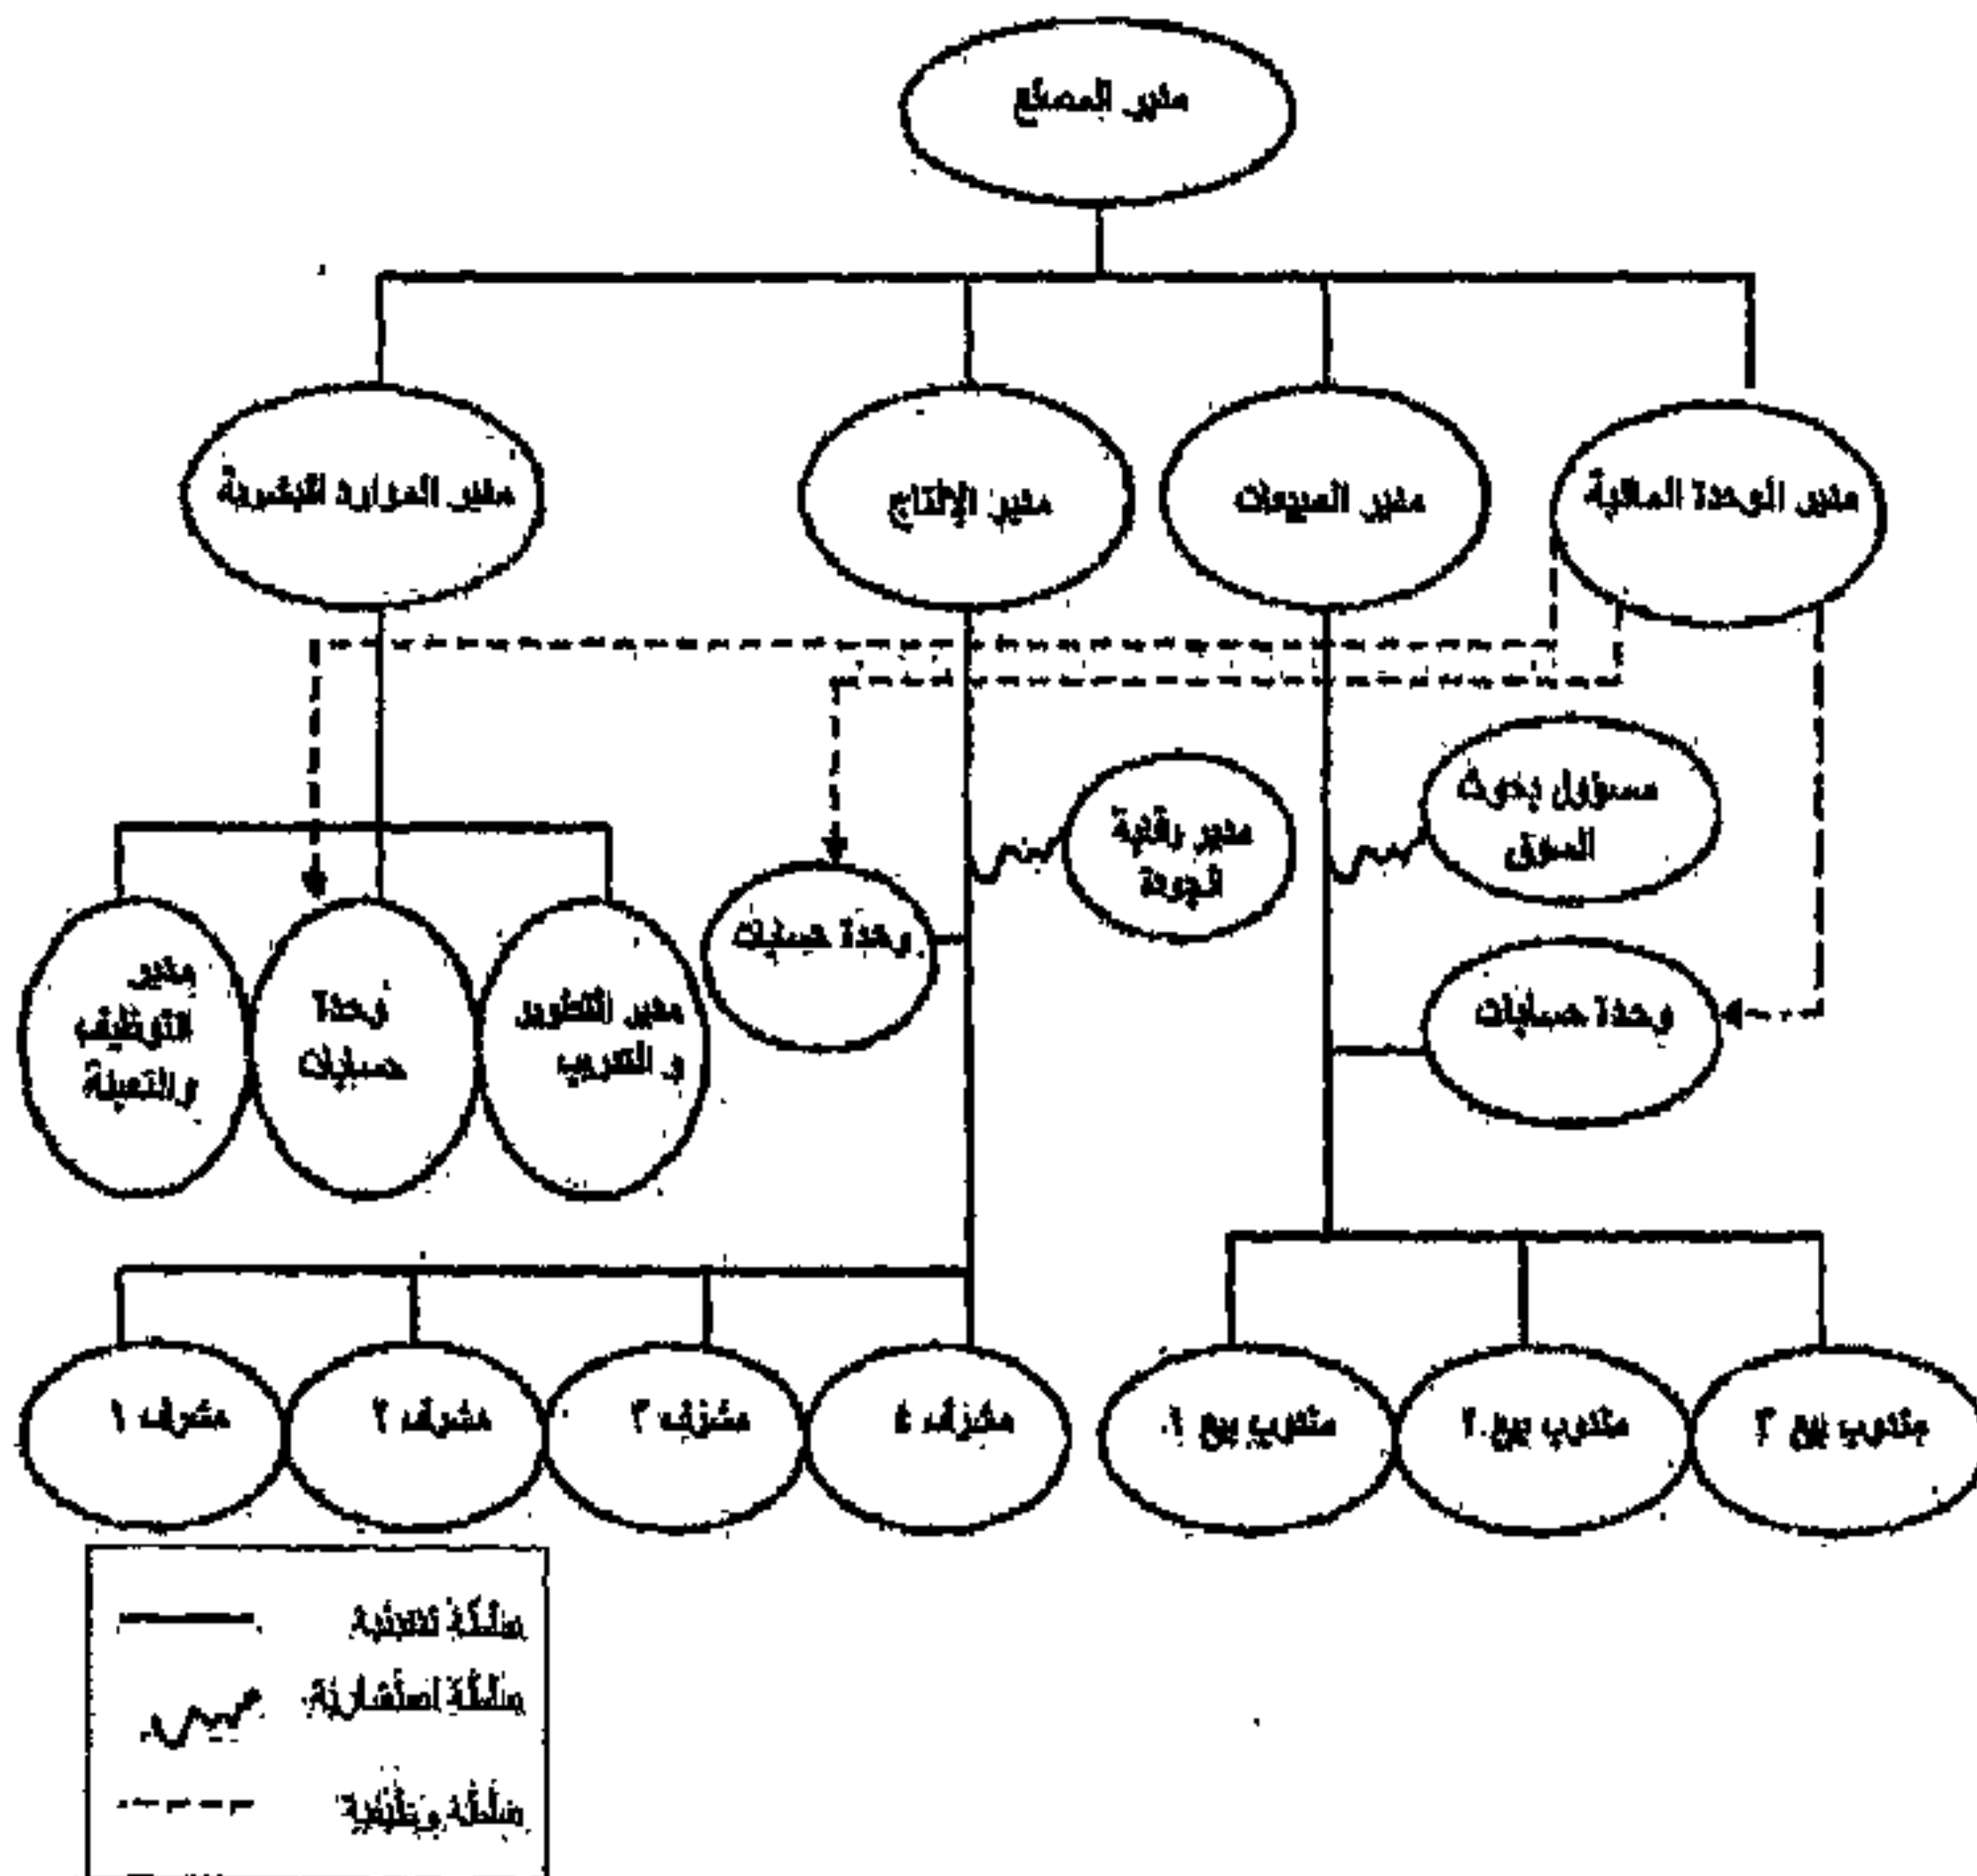 مدير المصنع
مدير الوحدة المالية
مدير المبيعات
مدير الإنتاج
مدير الموارد البشرية
مسؤول بحوث
السوق
مدير رقابة
الجودة
وحدة حسابات
وحدة حسابات
مدير التطوير
و التدريب
وحدة
حسابات
مدير
التوظيف
والتعبئة
مندوب بيع ٣
مندوب بيع ٢
مندوب بيع ١
مشرف ٤
مشرف ٣
مشرف ٢
مشرف ١
سلطة تنفيذية
سلطة استشارية
سلطة وظيفية